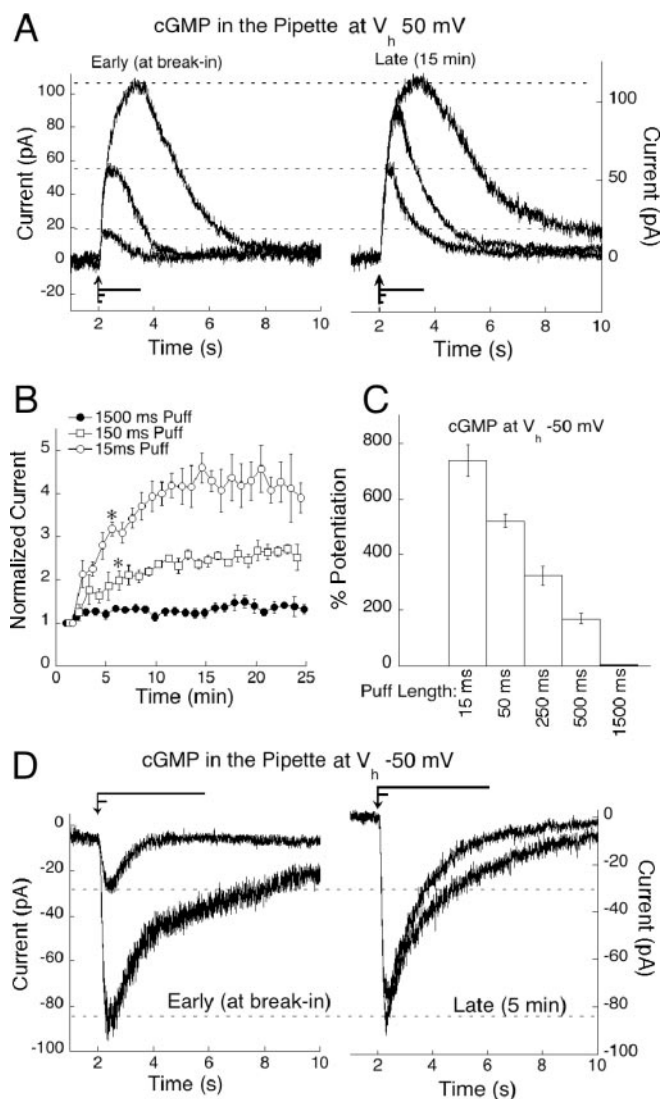 A
cGMP in the Pipette at Vh 50 mV
Early (at break-in)
Late (15 min)
Current (pA)
100
80
60
40
20
0
-20
2 4 6 8 10
Time (s)
2 4 6 8 10
Time (s)
100
50
0
Current (pA)
B
1500 ms Puff
150 ms Puff
15ms Puff
Normalized Current
5
4
3
2
1
0
* *
0 5 10 15 20 25
Time (min)
C
cGMP at Vh -50 mV
% Potentiation
800
600
400
200
0
Puff Length:
15 ms
50 ms
250 ms
500 ms
1500 ms
D
cGMP in the Pipette at Vh -50 mV
Current (pA)
0
-20
-40
-60
-80
-100
Early (at break-in)
2 4 6 8 10
Time (s)
Late (5 min)
2 4 6 8 10
Time (s)
0
-20
-40
-60
-80
-100
Current (pA)